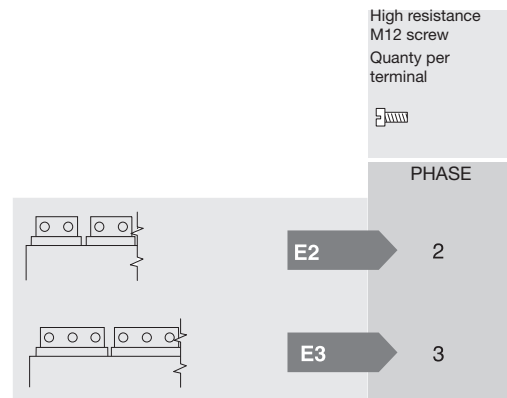 High resistance
M12 screw
Quanty per
terminal
PHASE
E2 2
E3 3